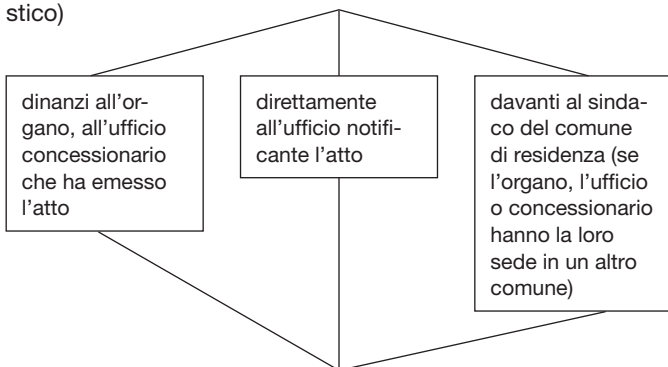 stico)
dinanzi all'or-
gano, all'ufficio
concessionario
che ha emesso
l'atto
direttamente
all'ufficio notifi-
cante l'atto
davanti al sinda-
co del comune
di residenza (se
l'organo, l'ufficio
o concessionario
hanno la loro
sede in un altro
comune)